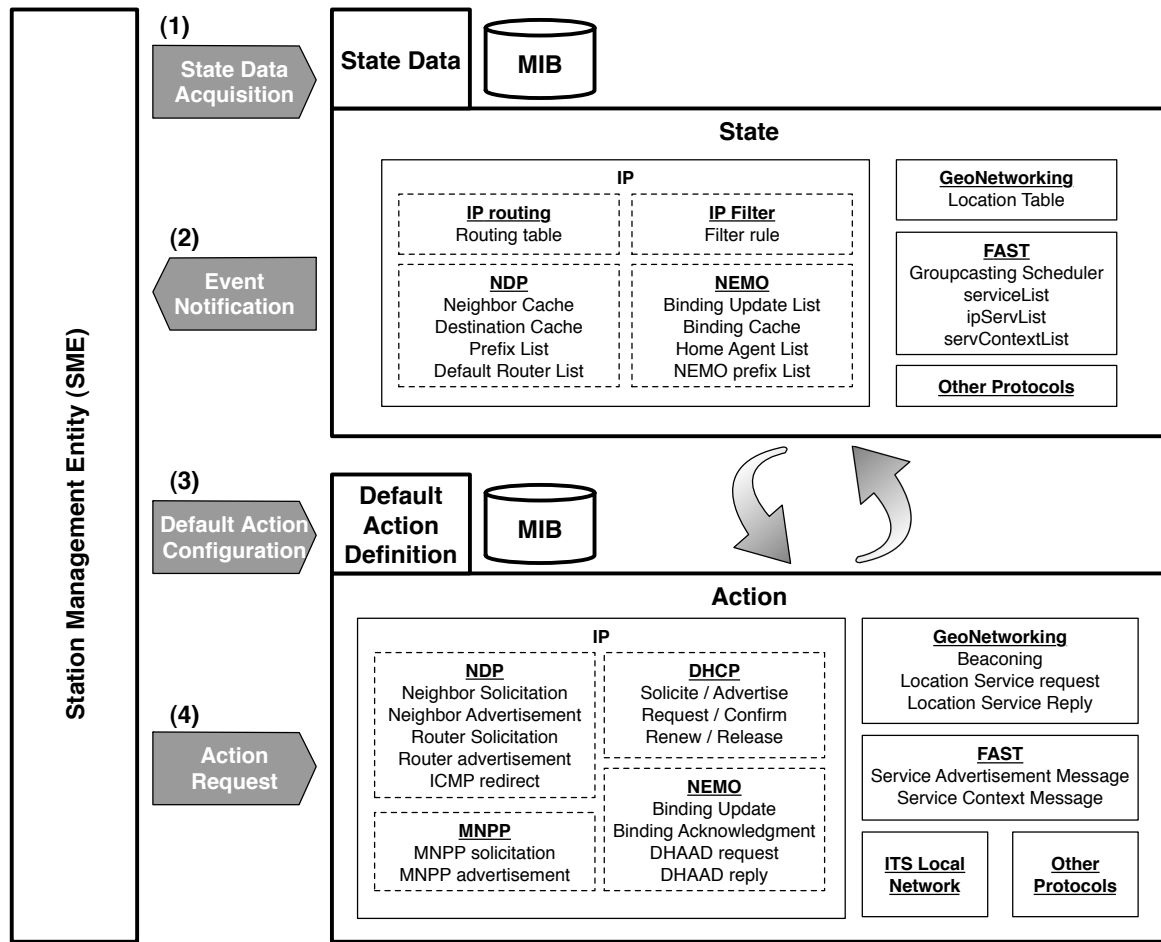 Station Management Entity (SME)
(1)
State Data
Acquisition
(2)
Event
Notification
(3)
Default Action
Configuration
(4)
Action
Request
State Data
MIB
State
IP
IP routing
Routing table
IP Filter
Filter rule
NDP
Neighbor Cache
Destination Cache
Prefix List
Default Router List
NEMO
Binding Update List
Binding Cache
Home Agent List
NEMO prefix List
GeoNetworking
Location Table
FAST
Groupcasting Scheduler
serviceList
ipServList
servContextList
Other Protocols
Default
Action
Definition
MIB
Action
IP
NDP
Neighbor Solicitation
Neighbor Advertisement
Router Solicitation
Router advertisement
ICMP redirect
MNPP
MNPP solicitation
MNPP advertisement
DHCP
Solicite / Advertise
Request / Confirm
Renew / Release
NEMO
Binding Update
Binding Acknowledgment
DHAAD request
DHAAD reply
GeoNetworking
Beaconing
Location Service request
Location Service Reply
FAST
Service Advertisement Message
Service Context Message
ITS Local
Network
Other
Protocols